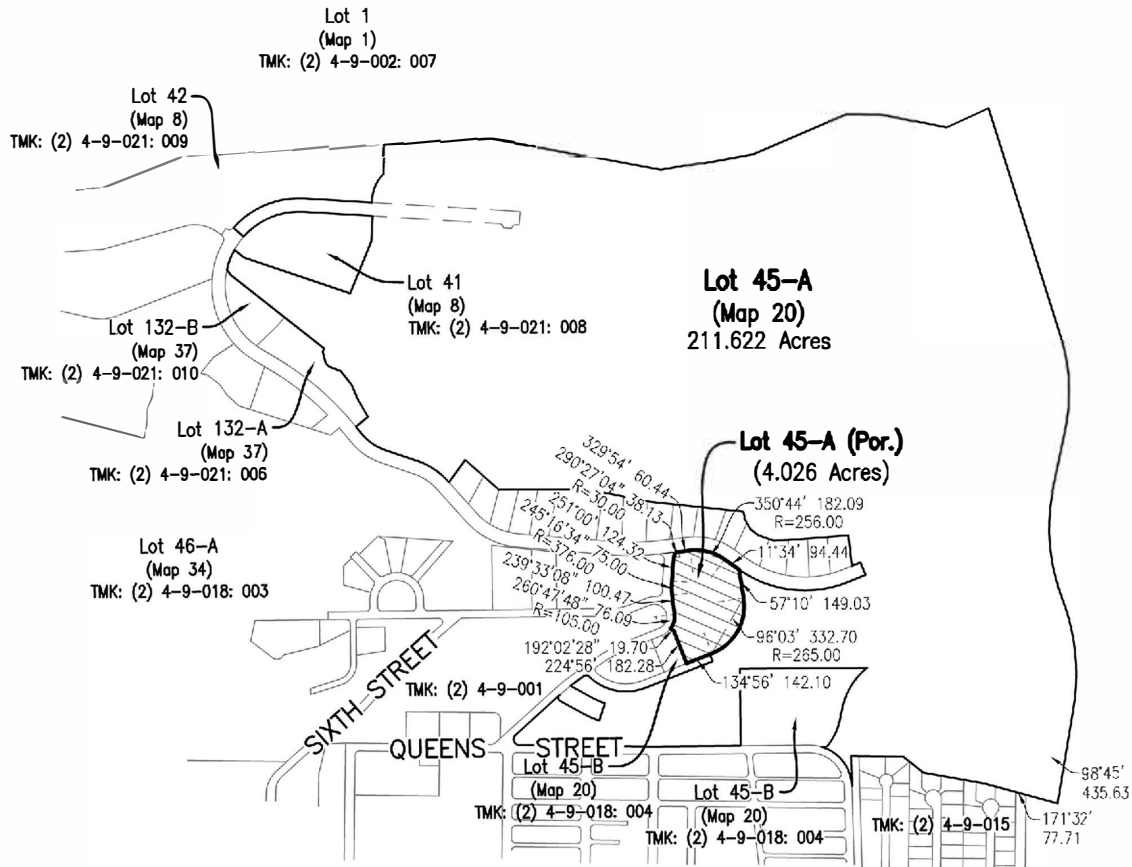 Lot 1
(Map 1)
TMK: (2) 4-9-002: 007
Lot 42
(Map 8)
TMK: (2) 4-9-021: 009
Lot 41
(Map 8)
TMK: (2) 4-9-021: 008
Lot 45-A
(Map 20)
211.622 Acres
Lot 132-B
(Map 37)
TMK: (2) 4-9-021: 010
Lot 132-A
(Map 37)
TMK: (2) 4-9-021: 006
Lot 45-A (Por.)
(4.026 Acres)
329°54' 60.44
290°27'04" 38.13
R=30.00
251°00' 124.32
245°16'34" 75.00
R=376.00
239°33'08" 100.47
260°47'48" 76.09
R=105.00
192°02'28" 19.70
224°56' 182.28
350°44' 182.09
R=256.00
11°34' 94.44
57°10' 149.03
96°03' 332.70
R=265.00
134°56' 142.10
Lot 46-A
(Map 34)
TMK: (2) 4-9-018: 003
SIXTH STREET
TMK: (2) 4-9-001
QUEENS STREET
Lot 45-B
(Map 20)
TMK: (2) 4-9-018: 004
Lot 45-B
(Map 20)
TMK: (2) 4-9-018: 004
TMK: (2) 4-9-015
98°45'
435.63
171°32'
77.71